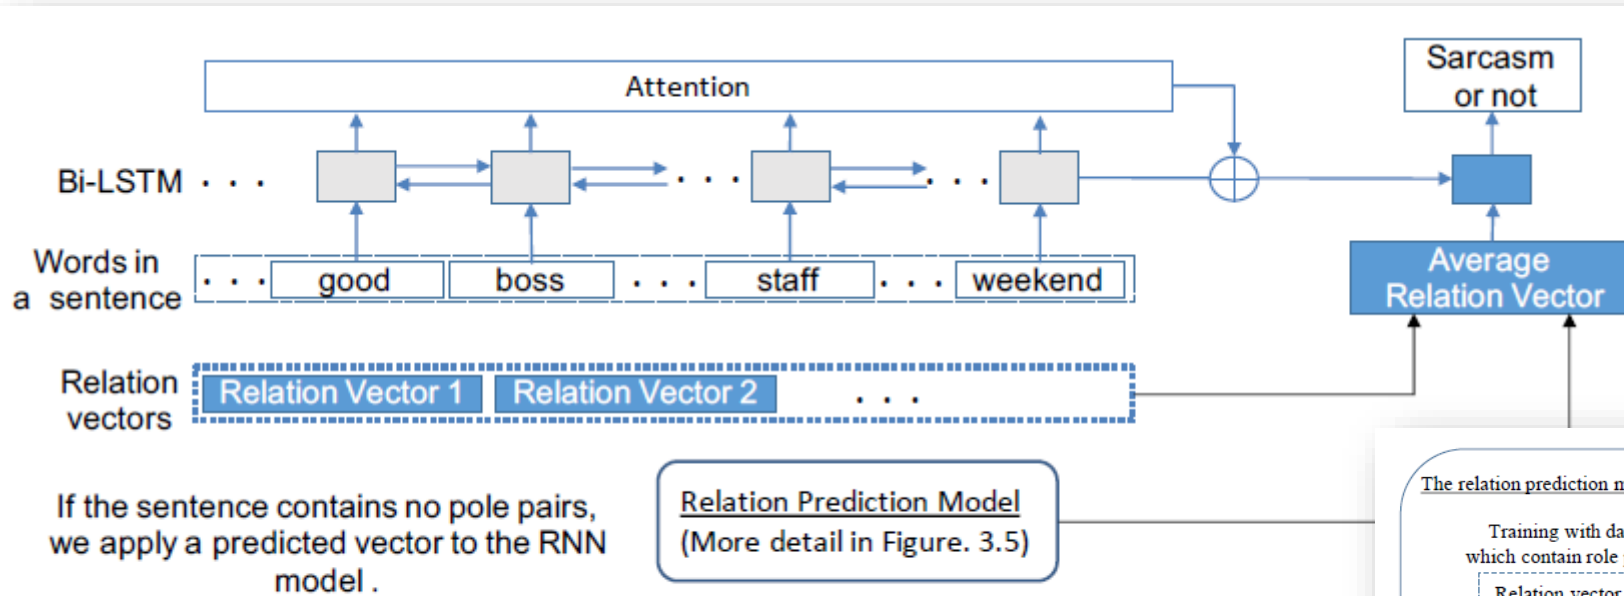 Attention
Sarcasm
or not
Bi-LSTM . . .
. . .
. . .
Words in
a sentence
. . . good boss . . . staff . . . weekend
Average
Relation Vector
Relation
vectors
Relation Vector 1 Relation Vector 2 . . .
If the sentence contains no pole pairs,
we apply a predicted vector to the RNN
model .
Relation Prediction Model
(More detail in Figure. 3.5)
The relation prediction m
Training with da
which contain role
Relation vector